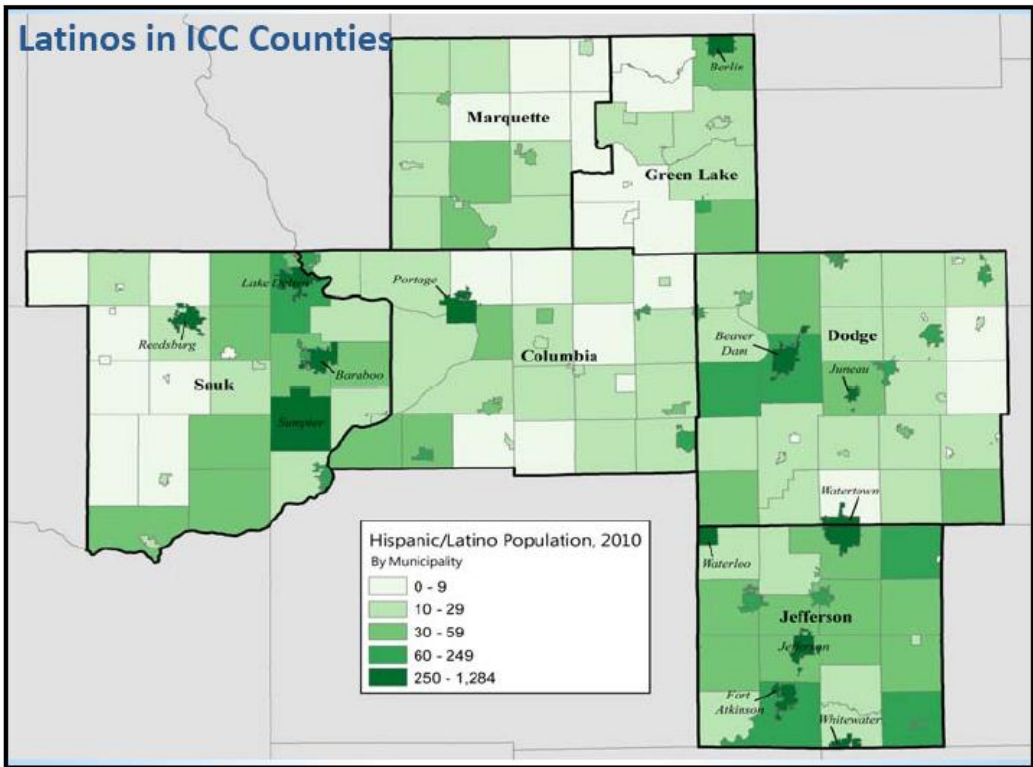 Latinos in ICC Counties
Berlin
Marquette
Green Lake
Lake Delton
Portage
Reedsburg
Beaver
Dam
Dodge
Columbia
Baraboo
Juneau
Sauk
Sumpter
Watertown
Hispanic/Latino Population, 2010
By Municipality
0 - 9
10 - 29
30 - 59
60 - 249
250 - 1,284
Waterloo
Jefferson
Jefferson
Fort
Atkinson
Whitewater